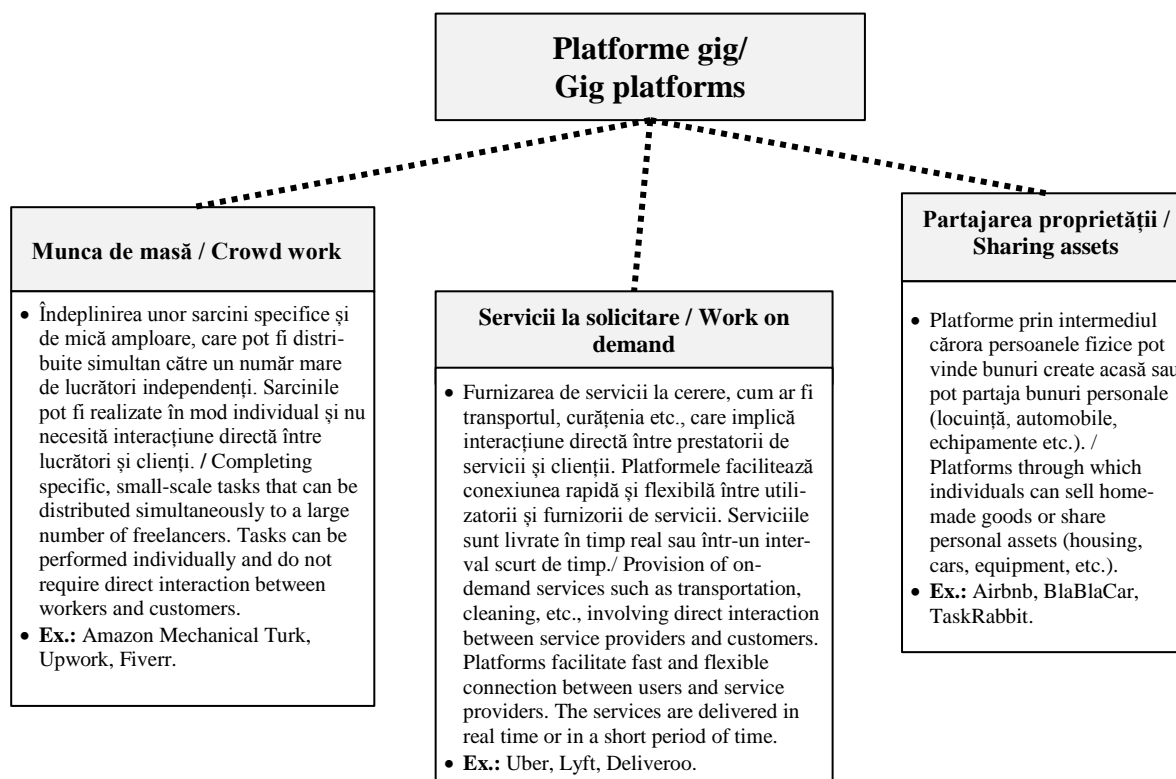 Platforme gig/
Gig platforms
Munca de masă / Crowd work
• Îndeplinirea unor sarcini specifice și
de mică amploare, care pot fi distri-
buite simultan către un număr mare
de lucrători independenți. Sarcinile
pot fi realizate în mod individual și nu
necesită interacțiune directă între
lucrători și clienți. / Completing
specific, small-scale tasks that can be
distributed simultaneously to a large
number of freelancers. Tasks can be
performed individually and do not
require direct interaction between
workers and customers.
• Ex.: Amazon Mechanical Turk,
Upwork, Fiverr.
Servicii la solicitare / Work on
demand
• Furnizarea de servicii la cerere, cum ar fi
transportul, curățenia etc., care implică
interacțiune directă între prestatorii de
servicii și clienții. Platformele facilitează
conexiunea rapidă și flexibilă între utili-
zatorii și furnizorii de servicii. Serviciile
sunt livrate în timp real sau într-un inter-
val scurt de timp./ Provision of on-
demand services such as transportation,
cleaning, etc., involving direct interaction
between service providers and customers.
Platforms facilitate fast and flexible
connection between users and service
providers. The services are delivered in
real time or in a short period of time.
• Ex.: Uber, Lyft, Deliveroo.
Partajarea proprietății /
Sharing assets
• Platforme prin intermediul
cărora persoanele fizice pot
vinde bunuri create acasă sau
pot partaja bunuri personale
(locuință, automobile,
echipamente etc.). /
Platforms through which
individuals can sell home-
made goods or share
personal assets (housing,
cars, equipment, etc.).
• Ex.: Airbnb, BlaBlaCar,
TaskRabbit.